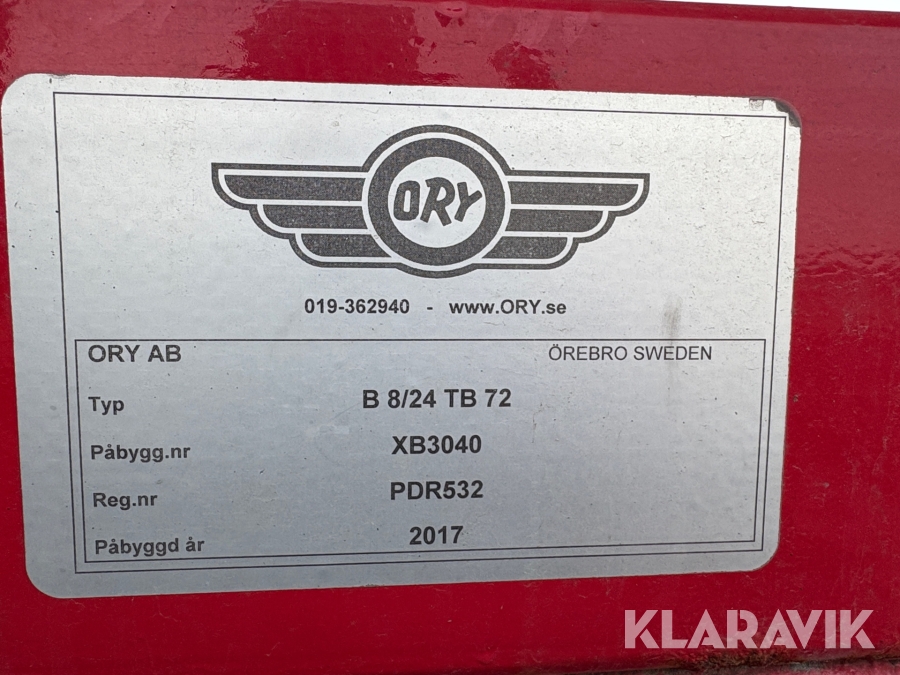 ORY
019-362940 - www.ORY.se
ORY AB ÖREBRO SWEDEN
Typ B 8/24 TB 72
Påbygg.nr XB3040
Reg.nr PDR532
Påbyggd år 2017
KLARAVIK